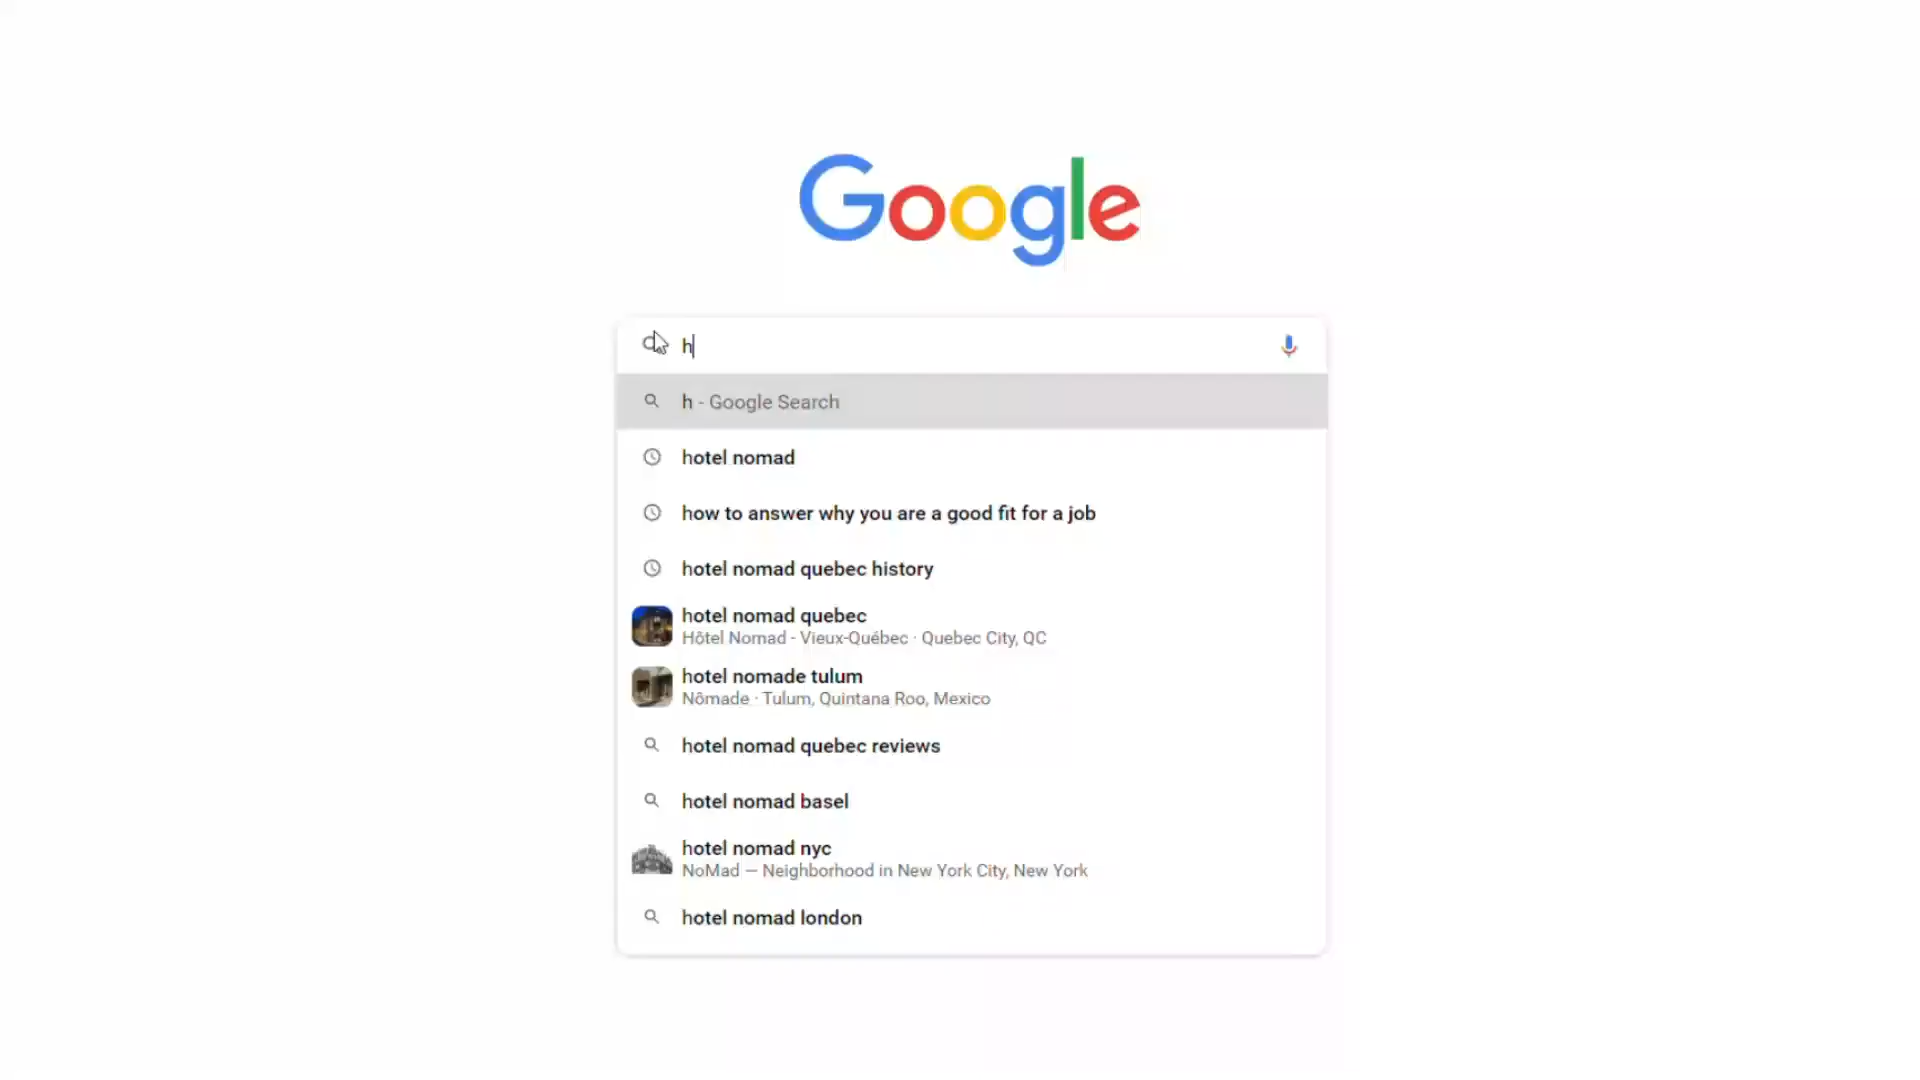 Google
h
h - Google Search
hotel nomad
how to answer why you are a good fit for a job
hotel nomad quebec history
hotel nomad quebec
Hôtel Nomad - Vieux-Québec · Quebec City, QC
hotel nomade tulum
Nômade · Tulum, Quintana Roo, Mexico
hotel nomad quebec reviews
hotel nomad basel
hotel nomad nyc
NoMad — Neighborhood in New York City, New York
hotel nomad london